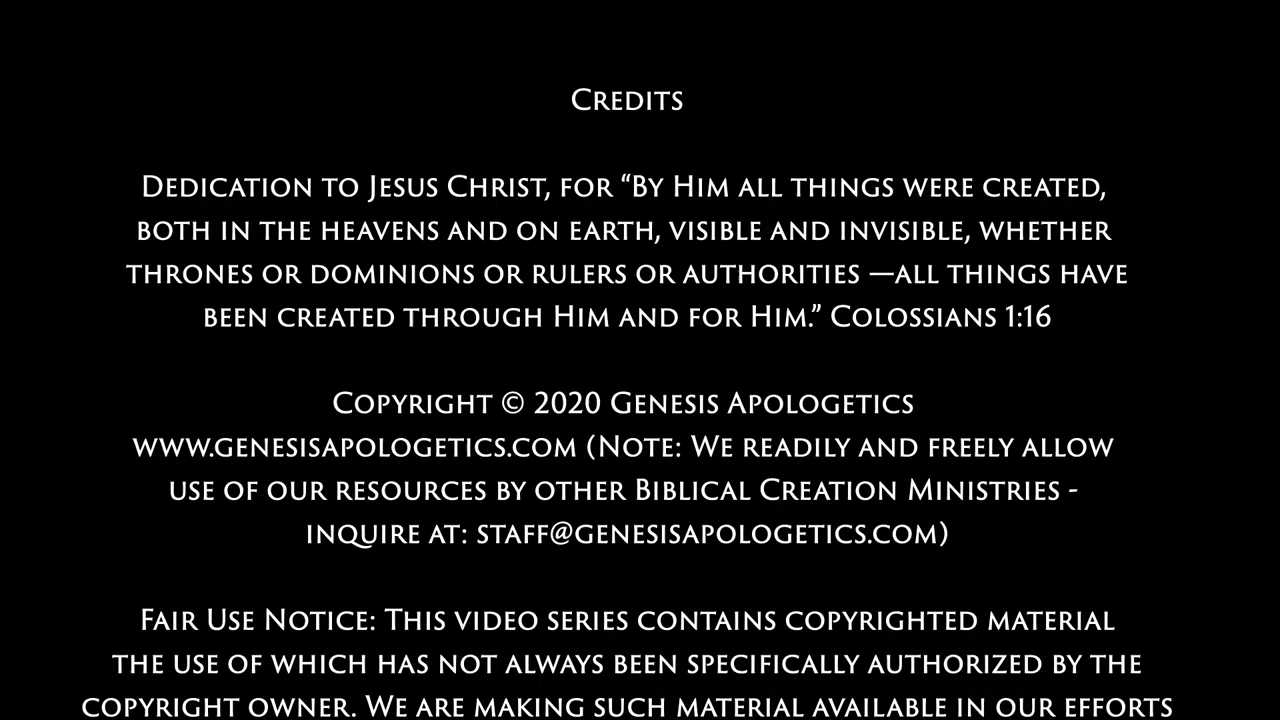 Credits
Dedication to Jesus Christ, for “By Him all things were created,
both in the heavens and on earth, visible and invisible, whether
thrones or dominions or rulers or authorities —all things have
been created through Him and for Him.” Colossians 1:16
Copyright © 2020 Genesis Apologetics
www.genesisapologetics.com (Note: We readily and freely allow
use of our resources by other Biblical Creation Ministries -
inquire at: staff@genesisapologetics.com)
Fair Use Notice: This video series contains copyrighted material
the use of which has not always been specifically authorized by the
copyright owner. We are making such material available in our efforts